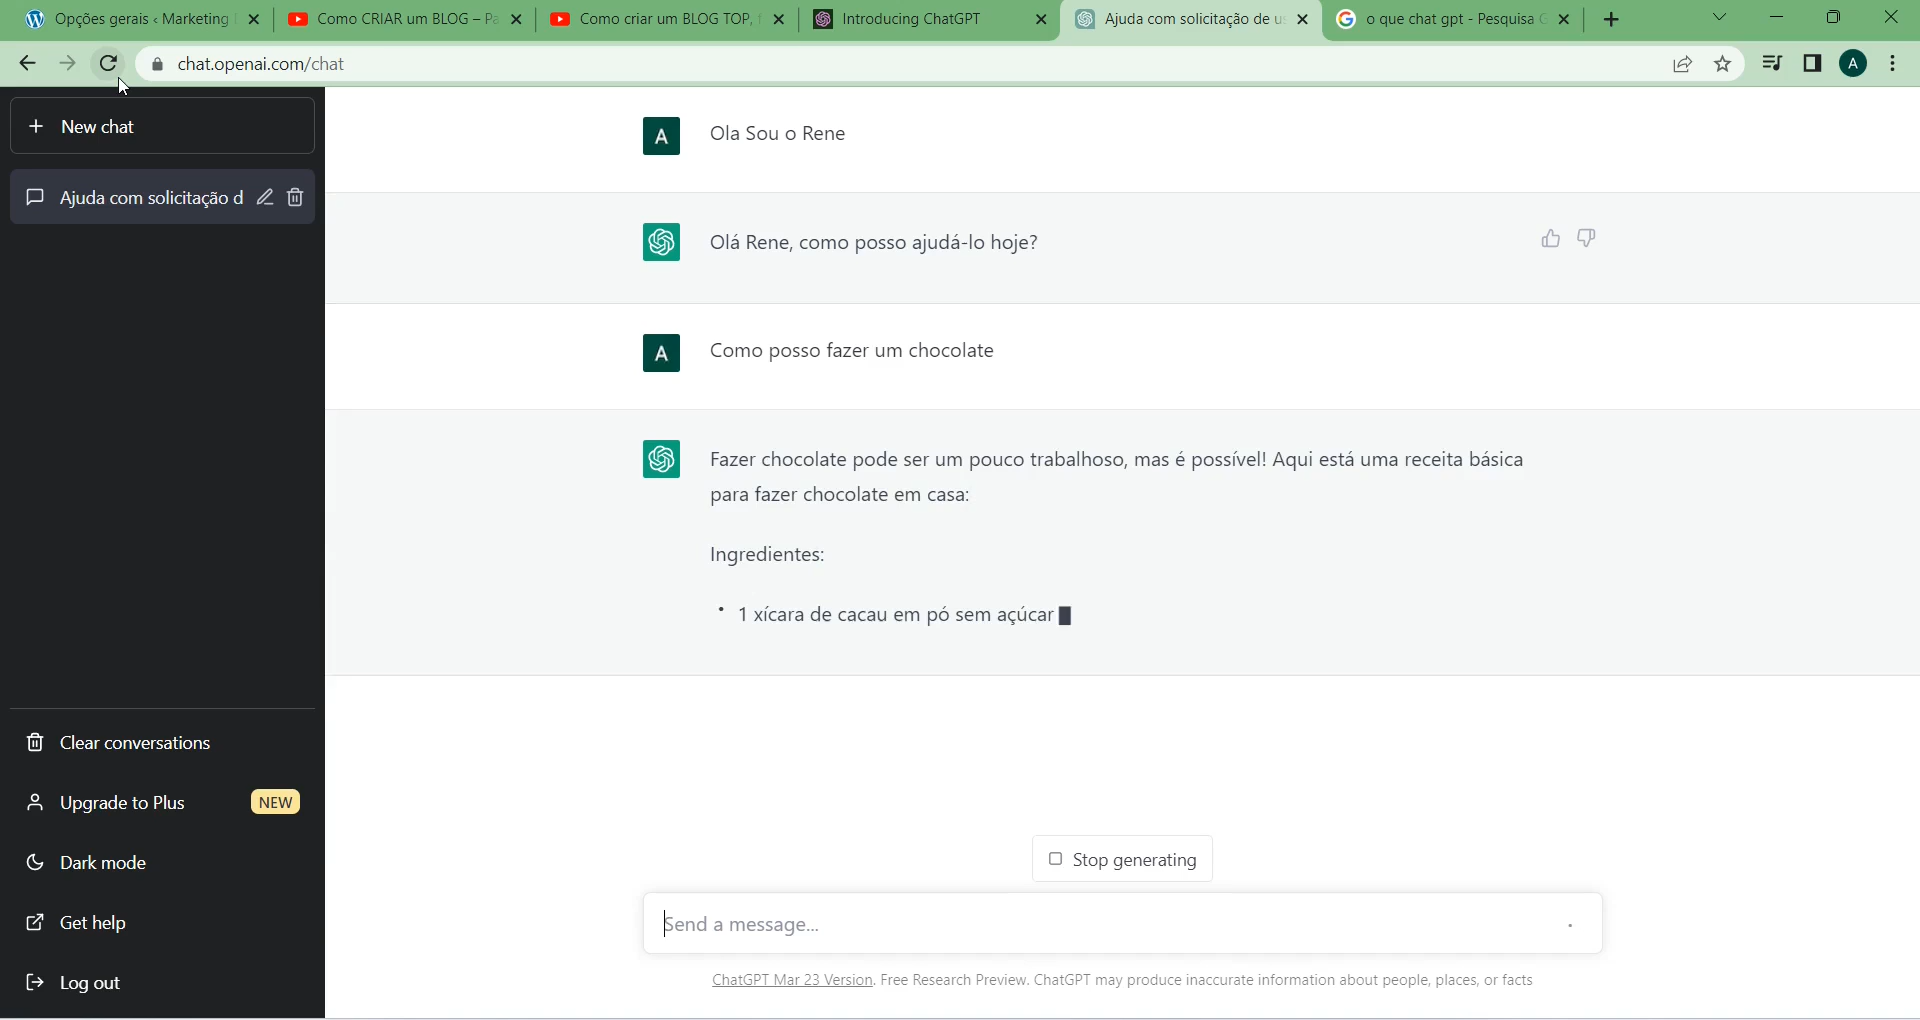 Opções gerais ‹ Marketing
Como CRIAR um BLOG – Pa
Como criar um BLOG TOP,
Introducing ChatGPT
Ajuda com solicitação de u
o que chat gpt - Pesquisa G
chat.openai.com/chat
A
New chat
A
Ola Sou o Rene
Ajuda com solicitação d
Olá Rene, como posso ajudá-lo hoje?
A
Como posso fazer um chocolate
Fazer chocolate pode ser um pouco trabalhoso, mas é possível! Aqui está uma receita básica
para fazer chocolate em casa:
Ingredientes:
• 1 xícara de cacau em pó sem açúcar
Clear conversations
Upgrade to Plus NEW
Dark mode
Get help
Log out
Stop generating
Send a message...
ChatGPT Mar 23 Version. Free Research Preview. ChatGPT may produce inaccurate information about people, places, or facts